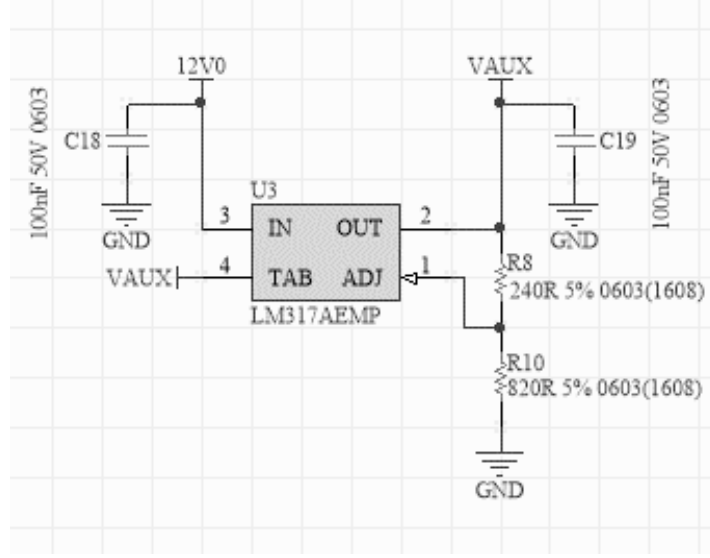 12V0
VAUX
100nF 50V 0603
C18
C19
100nF 50V 0603
GND
GND
U3
3
IN
OUT
2
VAUX
4
TAB
ADJ
1
LM317AEMP
R8
240R 5% 0603(1608)
R10
820R 5% 0603(1608)
GND